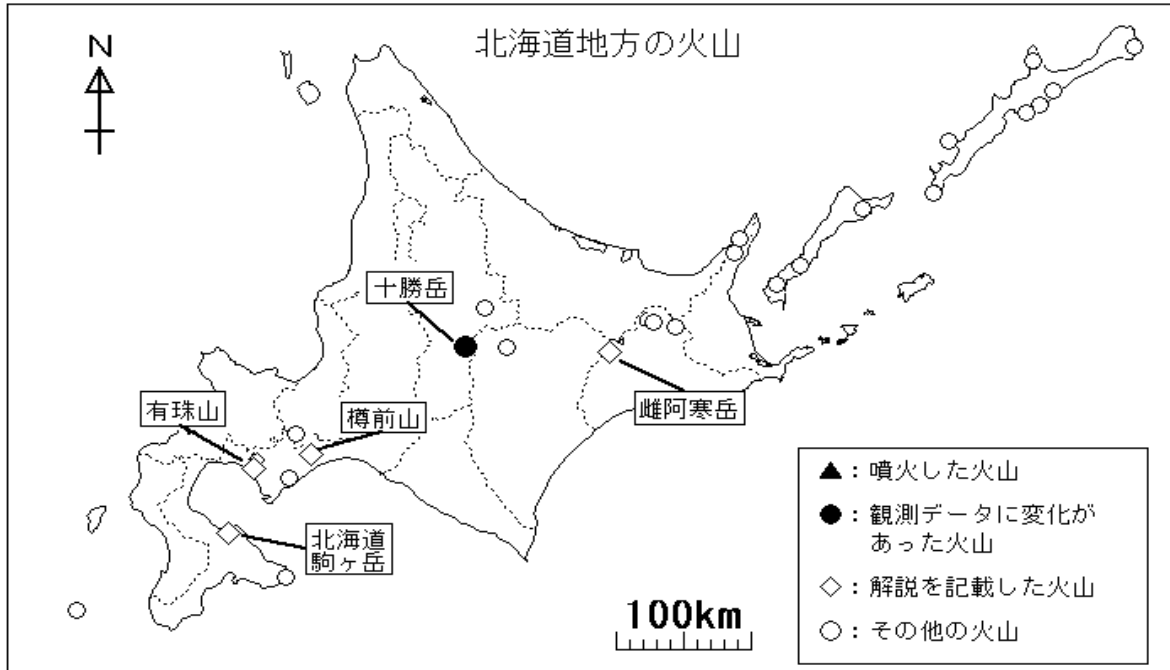 北海道地方の火山
N
十勝岳
有珠山
樽前山
雌阿寒岳
北海道
駒ヶ岳
▲：噴火した火山
●：観測データに変化が
あった火山
◇：解説を記載した火山
○：その他の火山
100km